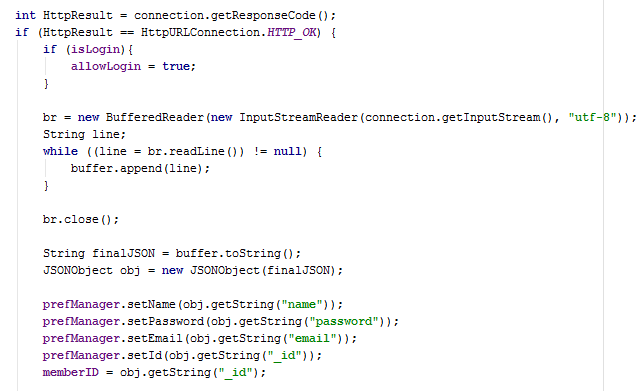 int HttpResult = connection.getResponseCode();
if (HttpResult == HttpURLConnection.HTTP_OK) {
if (isLogin){
allowLogin = true;
}
br = new BufferedReader(new InputStreamReader(connection.getInputStream(), "utf-8"));
String line;
while ((line = br.readLine()) != null) {
buffer.append(line);
}
br.close();
String finalJSON = buffer.toString();
JSONObject obj = new JSONObject(finalJSON);
prefManager.setName(obj.getString("name"));
prefManager.setPassword(obj.getString("password"));
prefManager.setEmail(obj.getString("email"));
prefManager.setId(obj.getString("_id"));
memberID = obj.getString("_id");